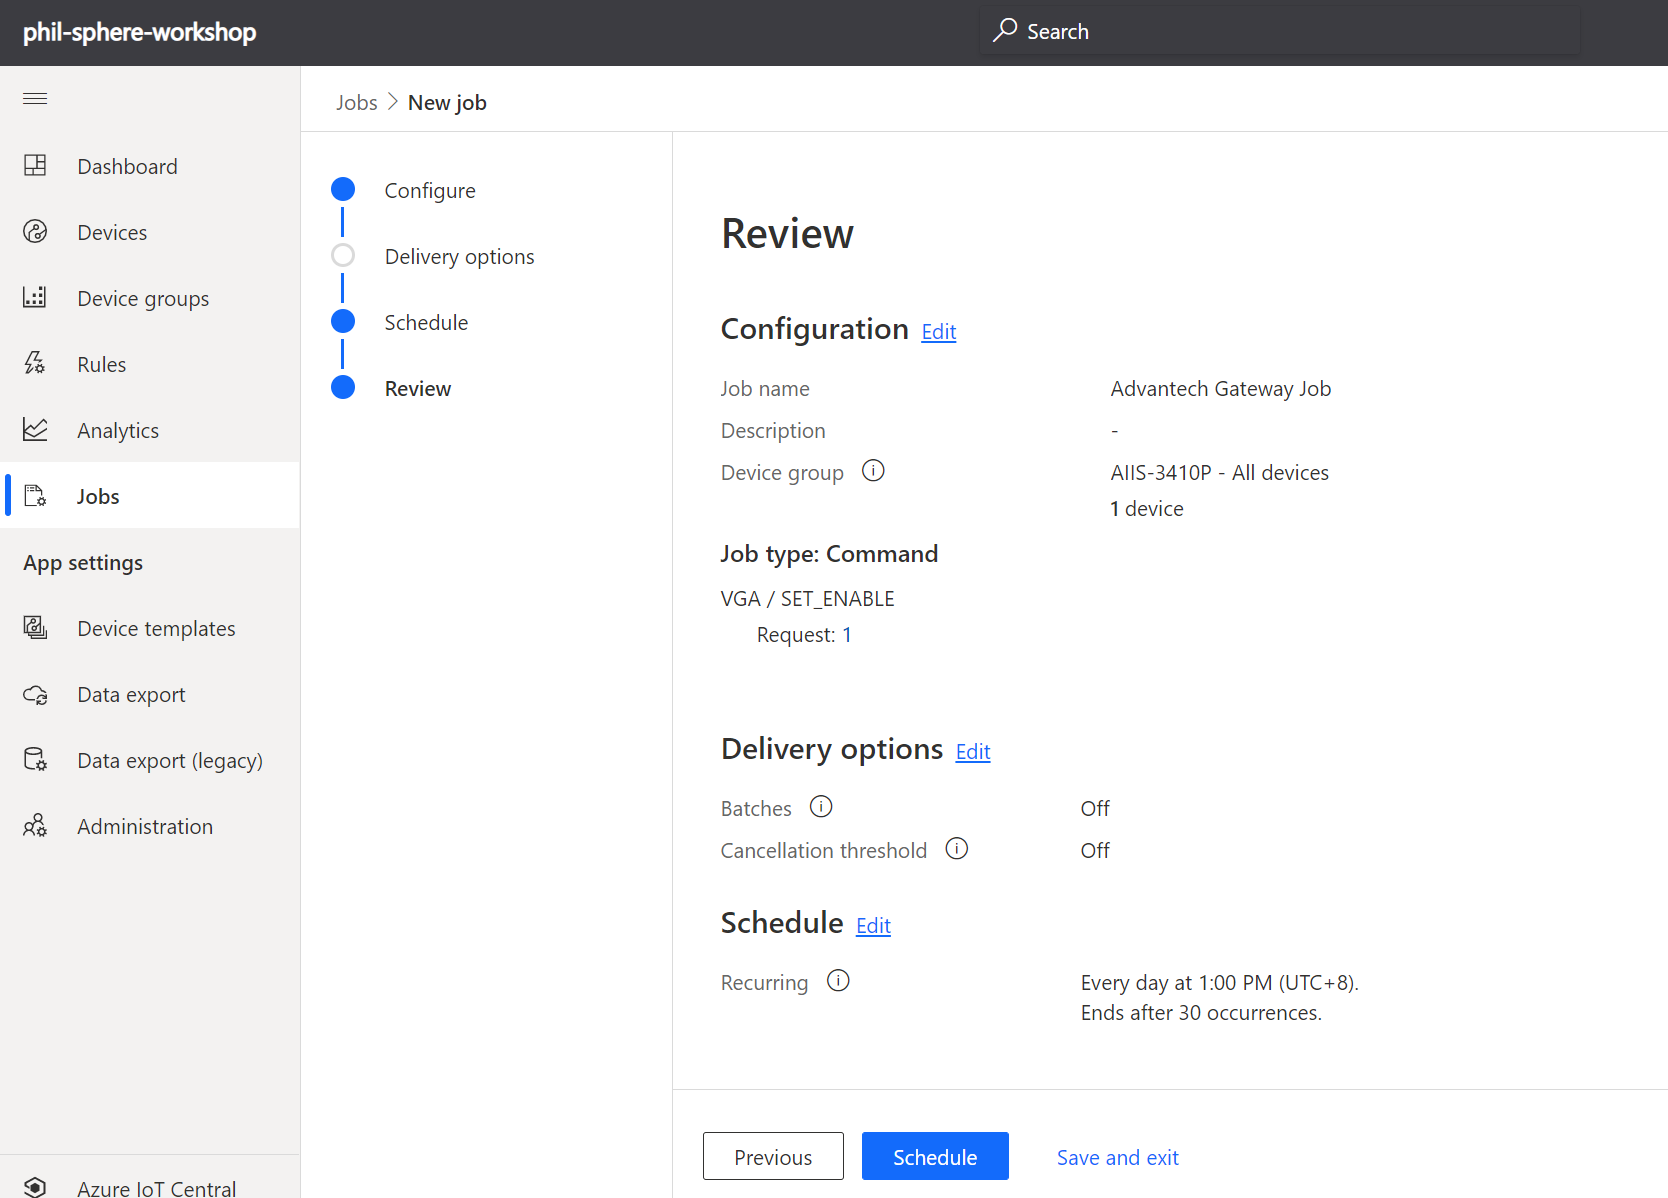 phil-sphere-workshop
Search
Dashboard
Devices
Device groups
Rules
Analytics
Jobs
App settings
Device templates
Data export
Data export (legacy)
Administration
Azure IoT Central
Jobs > New job
Configure
Delivery options
Schedule
Review
Review
Configuration Edit
Job name Advantech Gateway Job
Description -
Device group AIIS-3410P - All devices
1 device
Job type: Command
VGA / SET_ENABLE
Request: 1
Delivery options Edit
Batches Off
Cancellation threshold Off
Schedule Edit
Recurring Every day at 1:00 PM (UTC+8).
Ends after 30 occurrences.
Previous Schedule Save and exit